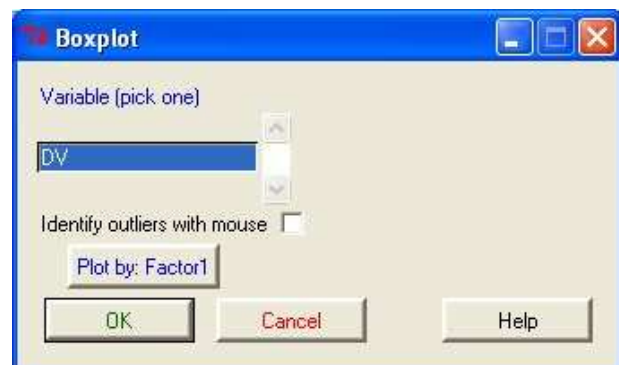 Boxplot
Variable (pick one)
DV
Identify outliers with mouse
Plot by: Factor1
OK
Cancel
Help